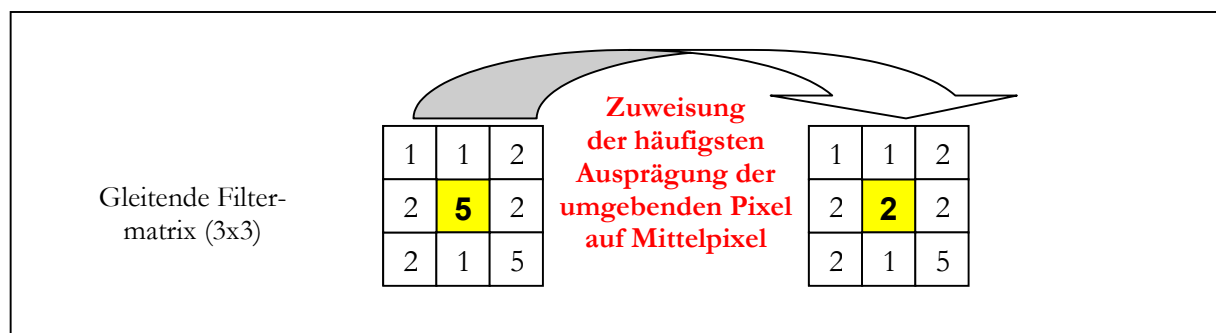 Zuweisung
der häufigsten
Ausprägung der
umgebenden Pixel
auf Mittelpixel
Gleitende Filter-
matrix (3x3)
1 1 2
2 5 2
2 1 5
1 1 2
2 2 2
2 1 5